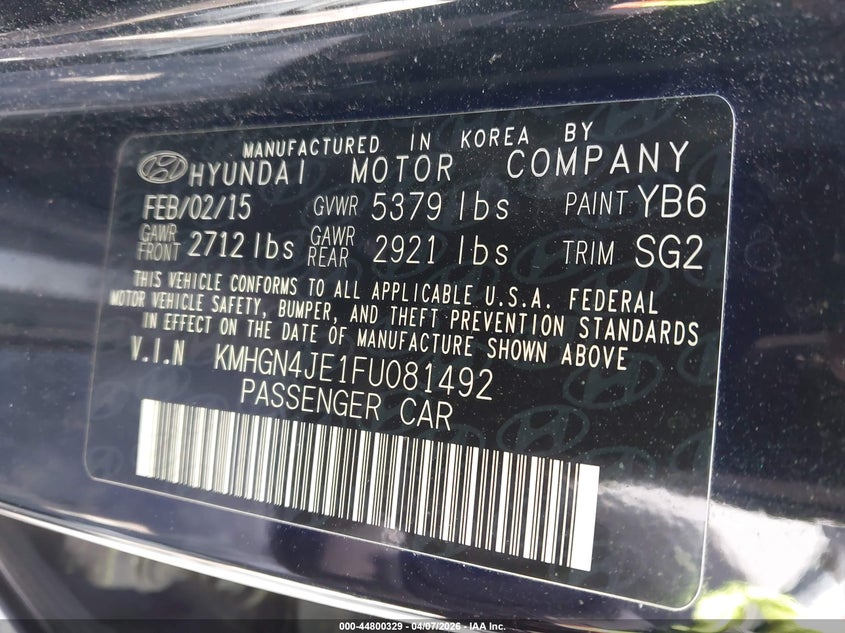 MANUFACTURED IN KOREA BY
HYUNDAI MOTOR COMPANY
FEB/02/15 GVWR 5379 lbs PAINT YB6
GAWR FRONT 2712 lbs GAWR REAR 2921 lbs TRIM SG2
THIS VEHICLE CONFORMS TO ALL APPLICABLE U.S.A. FEDERAL
MOTOR VEHICLE SAFETY, BUMPER, AND THEFT PREVENTION STANDARDS
IN EFFECT ON THE DATE OF MANUFACTURE SHOWN ABOVE
V.I.N KMHGN4JE1FU081492
PASSENGER CAR
000-44800329 - 04/07/2026 - IAA Inc.